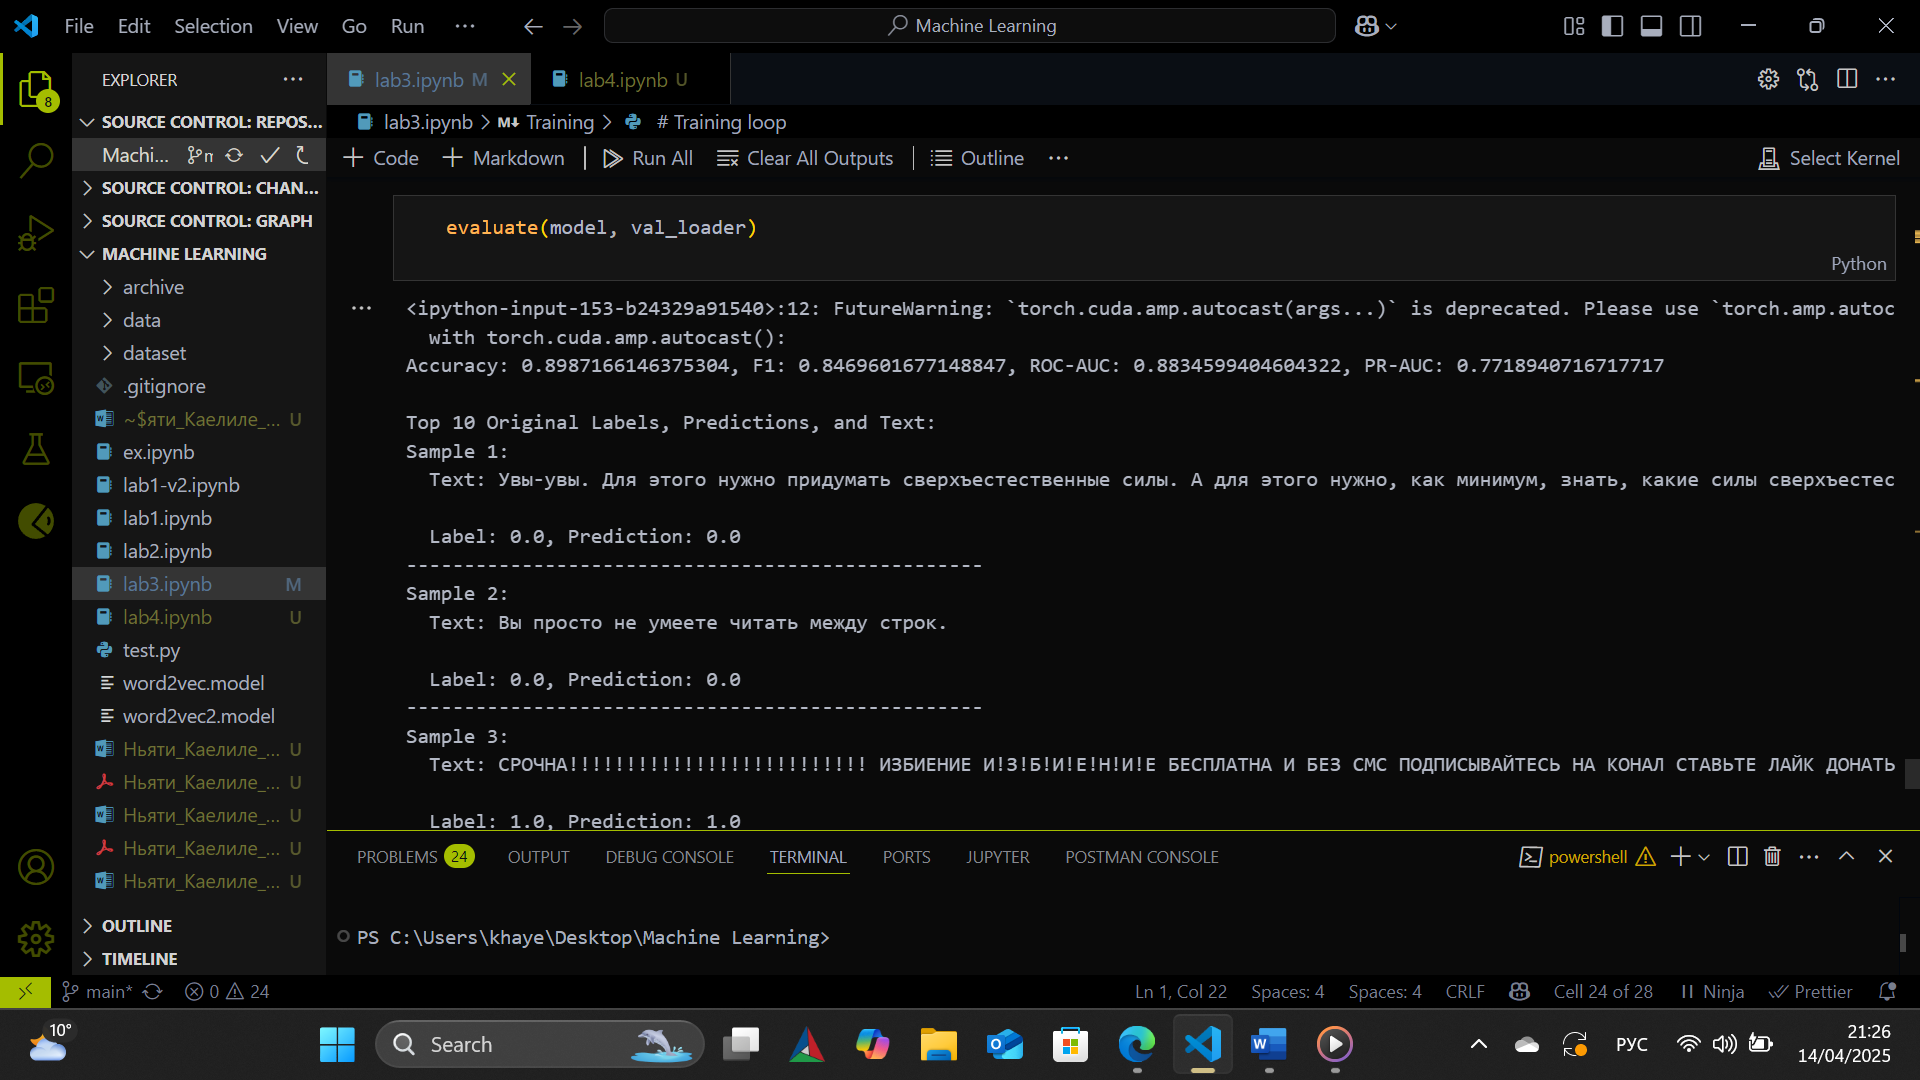 File Edit Selection View Go Run ...
Machine Learning
EXPLORER ...
lab3.ipynb M
lab4.ipynb U
SOURCE CONTROL: REPOS...
Machi...
SOURCE CONTROL: CHAN...
SOURCE CONTROL: GRAPH
MACHINE LEARNING
archive
data
dataset
.gitignore
~$яти_Каелиле_... U
ex.ipynb
lab1-v2.ipynb
lab1.ipynb
lab2.ipynb
lab3.ipynb M
lab4.ipynb U
test.py
word2vec.model
word2vec2.model
Ньяти_Каелиле_... U
Ньяти_Каелиле_... U
Ньяти_Каелиле_... U
Ньяти_Каелиле_... U
Ньяти_Каелиле_... U
OUTLINE
TIMELINE
8
lab3.ipynb > M↓ Training > # Training loop
+ Code + Markdown | Run All Clear All Outputs | Outline ...
Select Kernel
evaluate(model, val_loader)
Python
<ipython-input-153-b24329a91540>:12: FutureWarning: `torch.cuda.amp.autocast(args...)` is deprecated. Please use `torch.amp.autoc
with torch.cuda.amp.autocast():
Accuracy: 0.8987166146375304, F1: 0.8469601677148847, ROC-AUC: 0.8834599404604322, PR-AUC: 0.7718940716717717
Top 10 Original Labels, Predictions, and Text:
Sample 1:
Text: Увы-увы. Для этого нужно придумать сверхъестественные силы. А для этого нужно, как минимум, знать, какие силы сверхъестес
Label: 0.0, Prediction: 0.0
--------------------------------------------------
Sample 2:
Text: Вы просто не умеете читать между строк.
Label: 0.0, Prediction: 0.0
--------------------------------------------------
Sample 3:
Text: СРОЧНА!!!!!!!!!!!!!!!!!!!!!!!!!! ИЗБИЕНИЕ И!З!Б!И!Е!Н!И!Е БЕСПЛАТНА И БЕЗ СМС ПОДПИСЫВАЙТЕСЬ НА КОНАЛ СТАВЬТЕ ЛАЙК ДОНАТЬ
Label: 1.0, Prediction: 1.0
PROBLEMS 24 OUTPUT DEBUG CONSOLE TERMINAL PORTS JUPYTER POSTMAN CONSOLE
powershell
PS C:\Users\khaye\Desktop\Machine Learning>
main* 0 24
Ln 1, Col 22 Spaces: 4 Spaces: 4 CRLF Cell 24 of 28 Ninja Prettier
10°
Search
РУС
21:26
14/04/2025